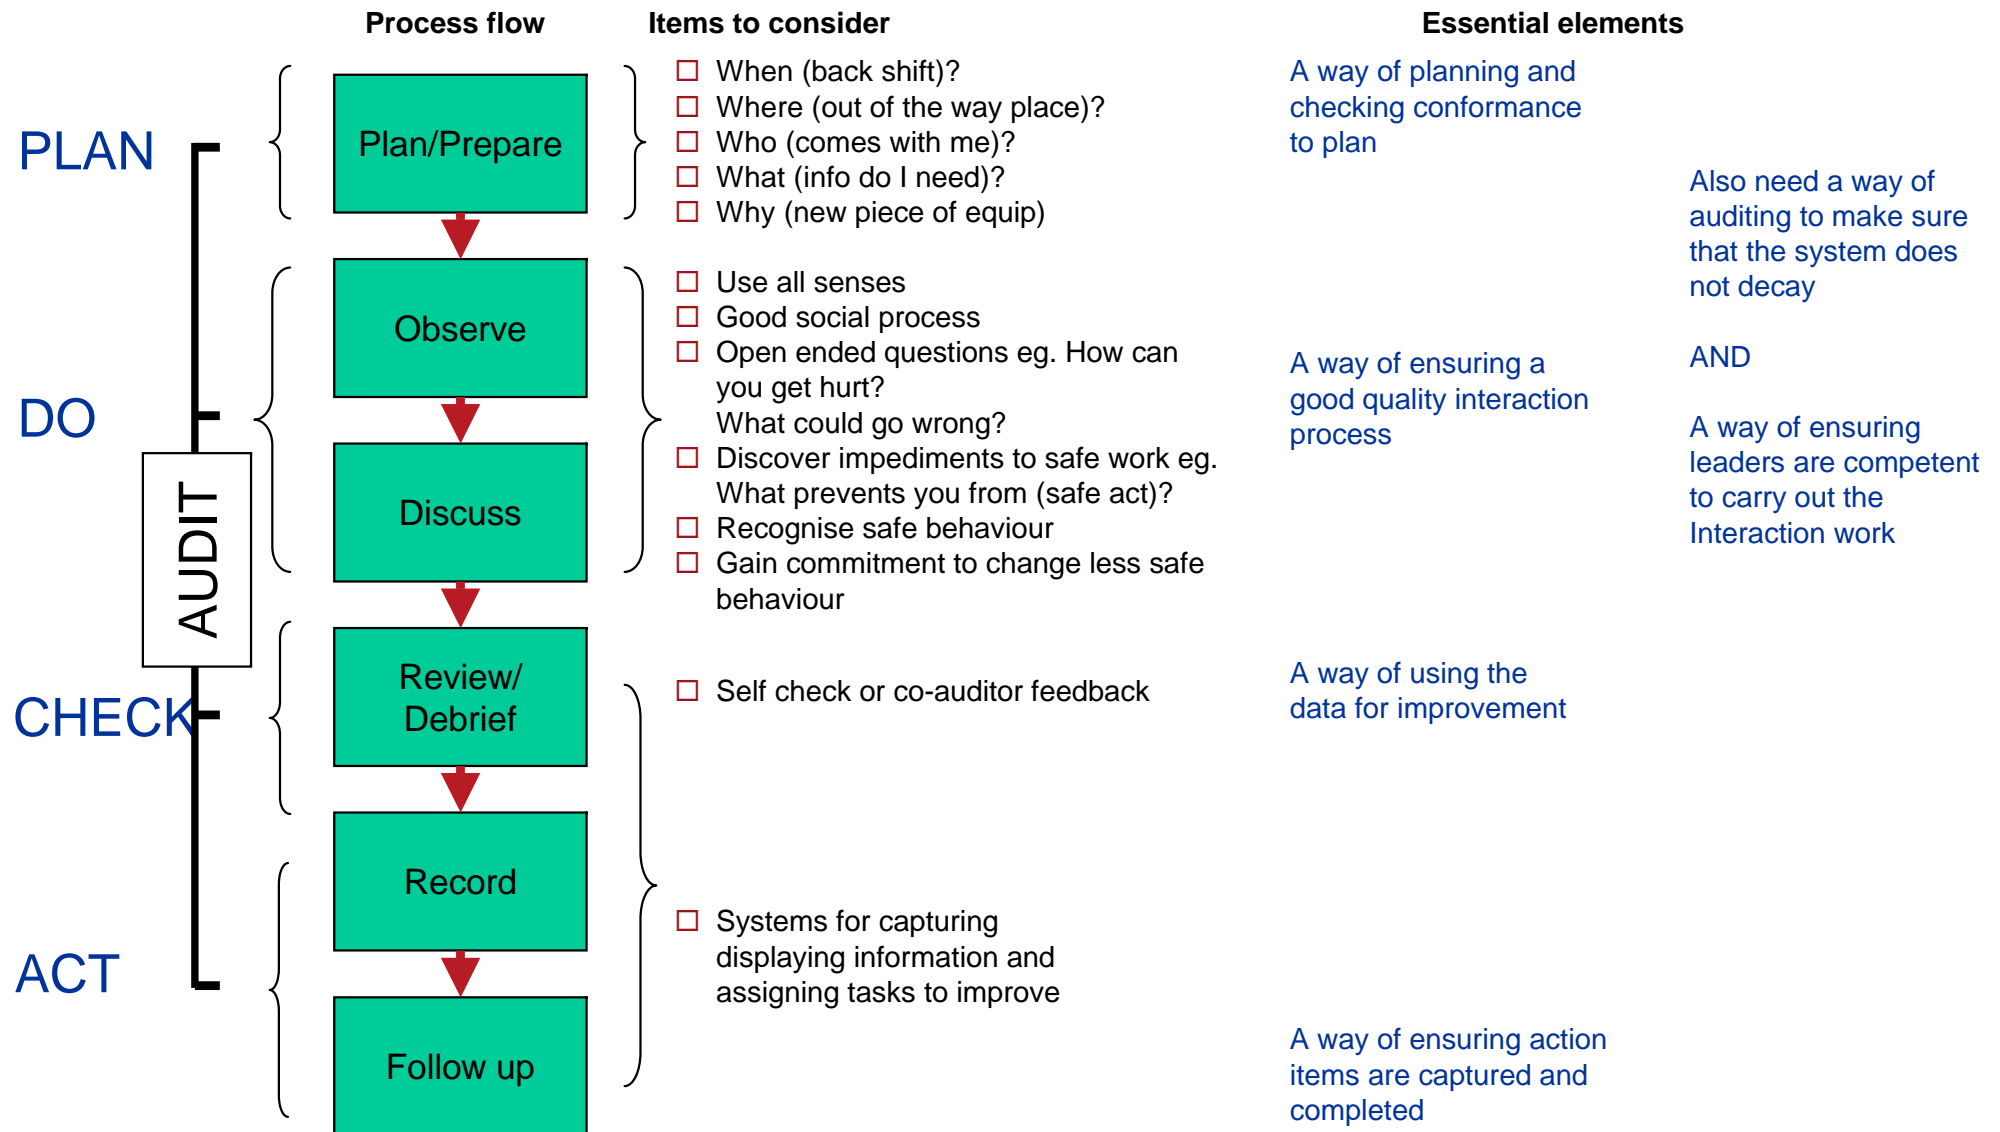 Process flow
Items to consider
Essential elements
PLAN
Plan/Prepare
When (back shift)?
Where (out of the way place)?
Who (comes with me)?
What (info do I need)?
Why (new piece of equip)
A way of planning and
checking conformance
to plan
Also need a way of
auditing to make sure
that the system does
not decay
AND
A way of ensuring
leaders are competent
to carry out the
Interaction work
DO
Observe
Discuss
Use all senses
Good social process
Open ended questions eg. How can
you get hurt?
What could go wrong?
Discover impediments to safe work eg.
What prevents you from (safe act)?
Recognise safe behaviour
Gain commitment to change less safe
behaviour
A way of ensuring a
good quality interaction
process
AUDIT
CHECK
Review/
Debrief
Self check or co-auditor feedback
A way of using the
data for improvement
ACT
Record
Follow up
Systems for capturing
displaying information and
assigning tasks to improve
A way of ensuring action
items are captured and
completed